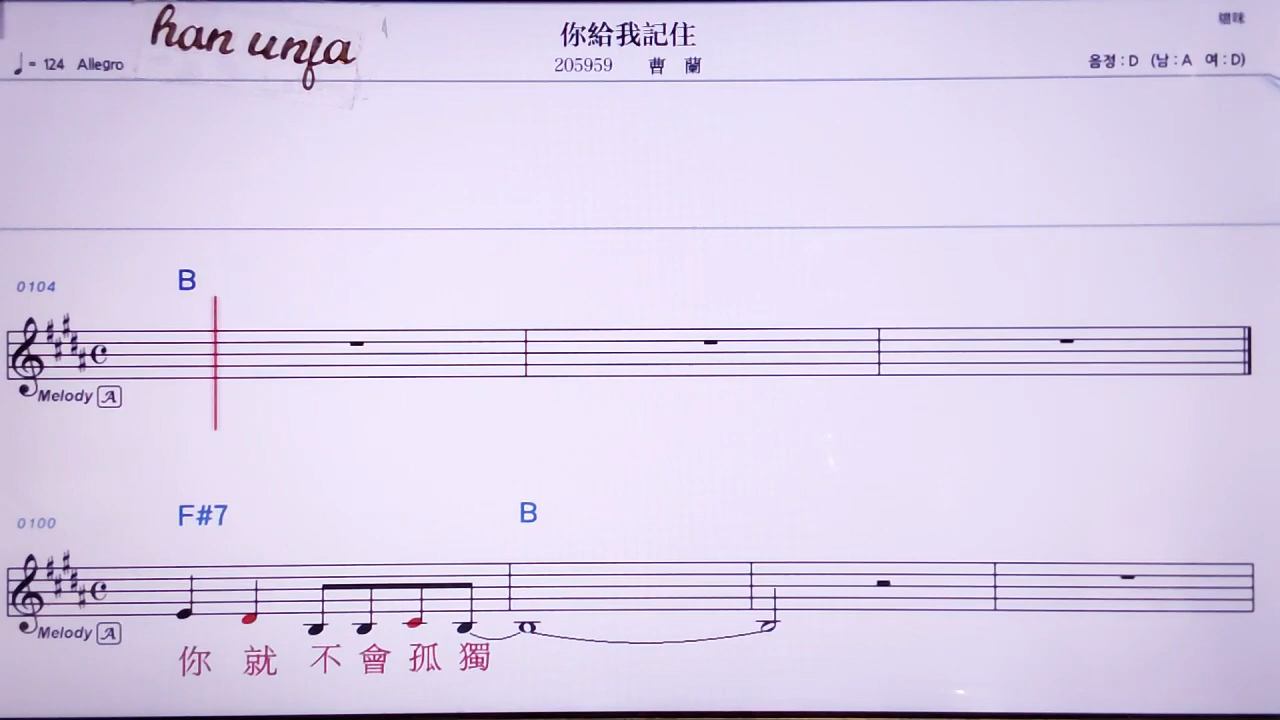 han unja
你給我記住
♩= 124 Allegro
205959 曹 蘭
음정 : D (남 : A 여 : D)
0104
B
Melody A
0100
F#7 B
Melody A
你 就 不 會 孤 獨